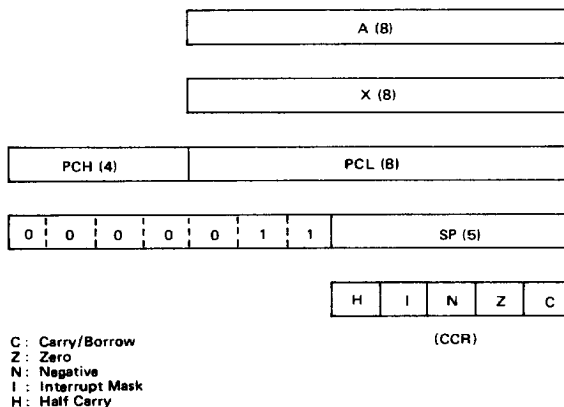 A (8)
X (8)
PCH (4) PCL (8)
0 0 0 0 0 1 1 SP (5)
H I N Z C
(CCR)
C : Carry/Borrow
Z : Zero
N : Negative
I : Interrupt Mask
H : Half Carry